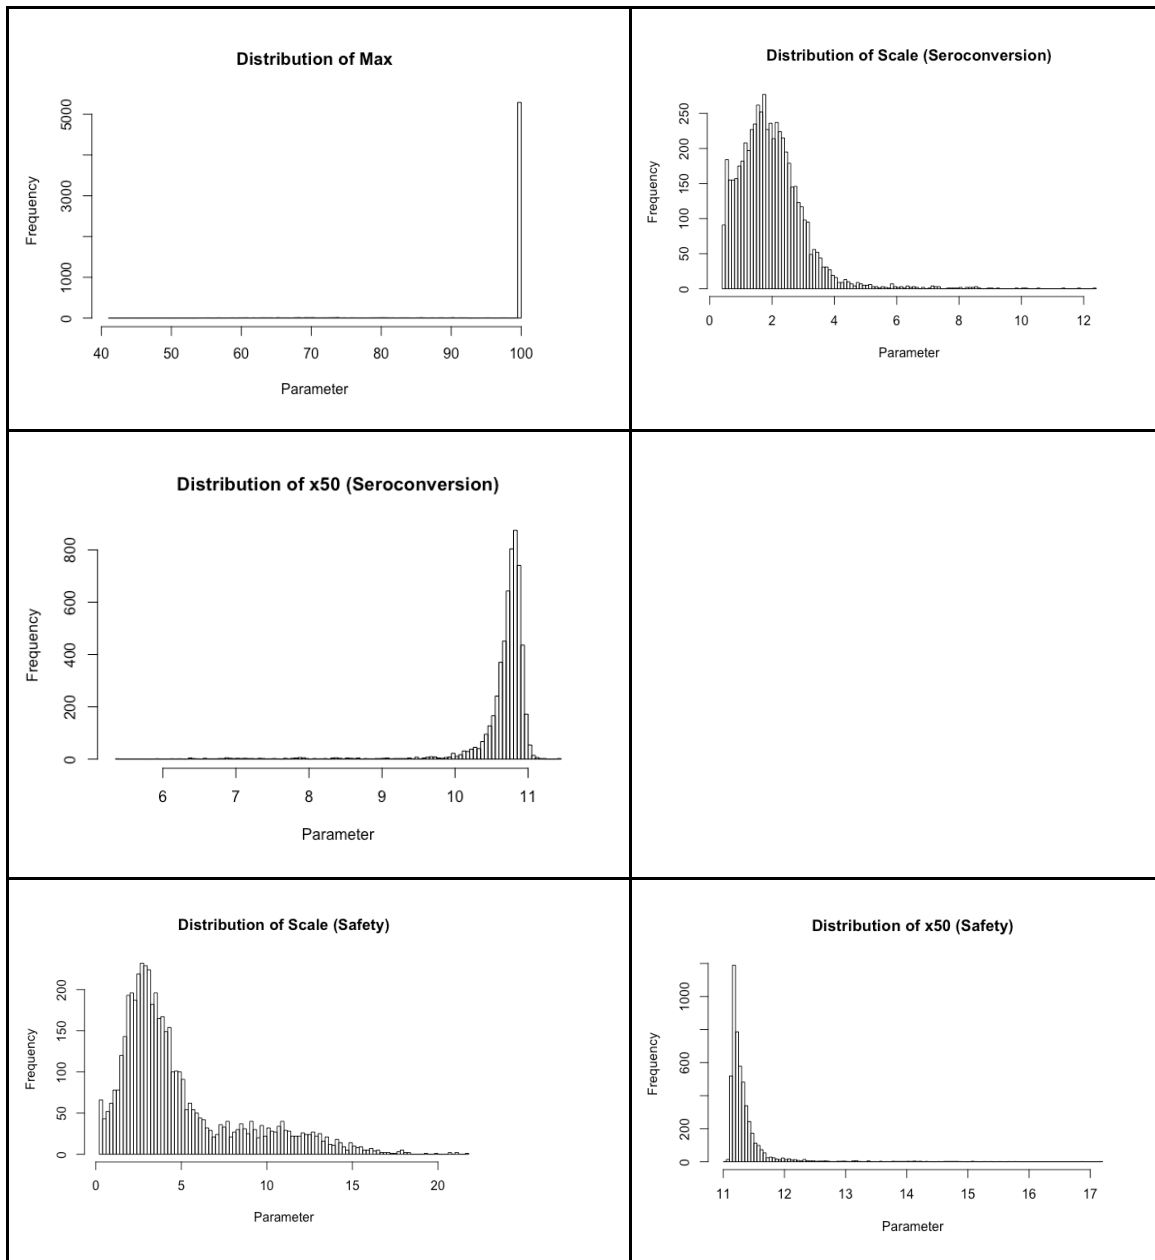 Distribution of Max
Frequency
5000
3000
1000
0
40 50 60 70 80 90 100
Parameter
Distribution of Scale (Seroconversion)
Frequency
250
200
150
100
50
0
0 2 4 6 8 10 12
Parameter
Distribution of x50 (Seroconversion)
Frequency
800
600
400
200
0
6 7 8 9 10 11
Parameter
Distribution of Scale (Safety)
Frequency
200
150
100
50
0
0 5 10 15 20
Parameter
Distribution of x50 (Safety)
Frequency
1000
600
200
0
11 12 13 14 15 16 17
Parameter